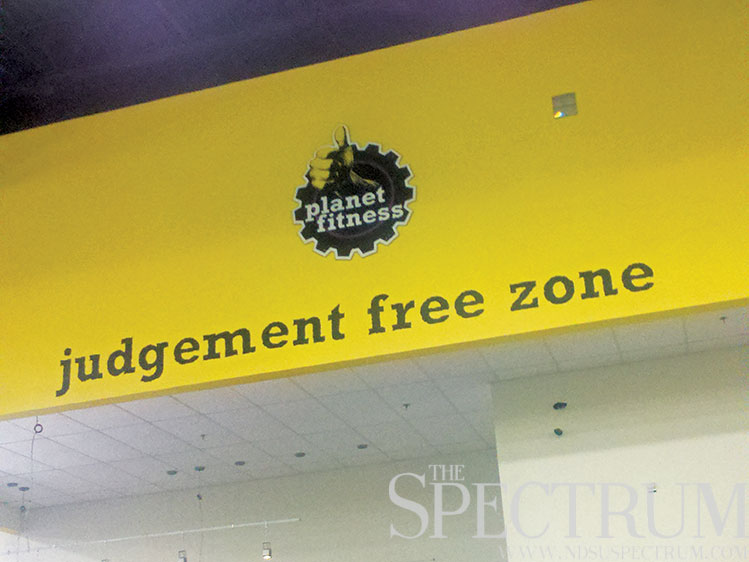 planet
fitness
judgement free zone
THE
SPECTRUM
WWW.NDSUSPECTRUM.COM